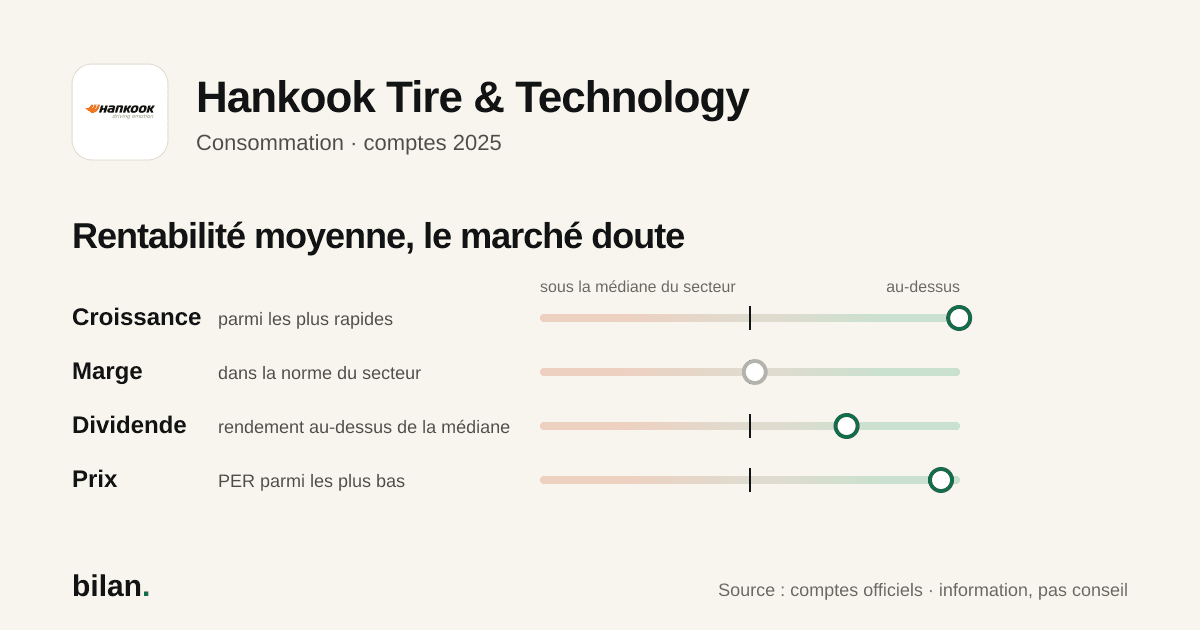 HANKOOK
driving emotion
Hankook Tire & Technology
Consommation · comptes 2025
Rentabilité moyenne, le marché doute
sous la médiane du secteur au-dessus
Croissance parmi les plus rapides
Marge dans la norme du secteur
Dividende rendement au-dessus de la médiane
Prix PER parmi les plus bas
bilan.
Source : comptes officiels · information, pas conseil